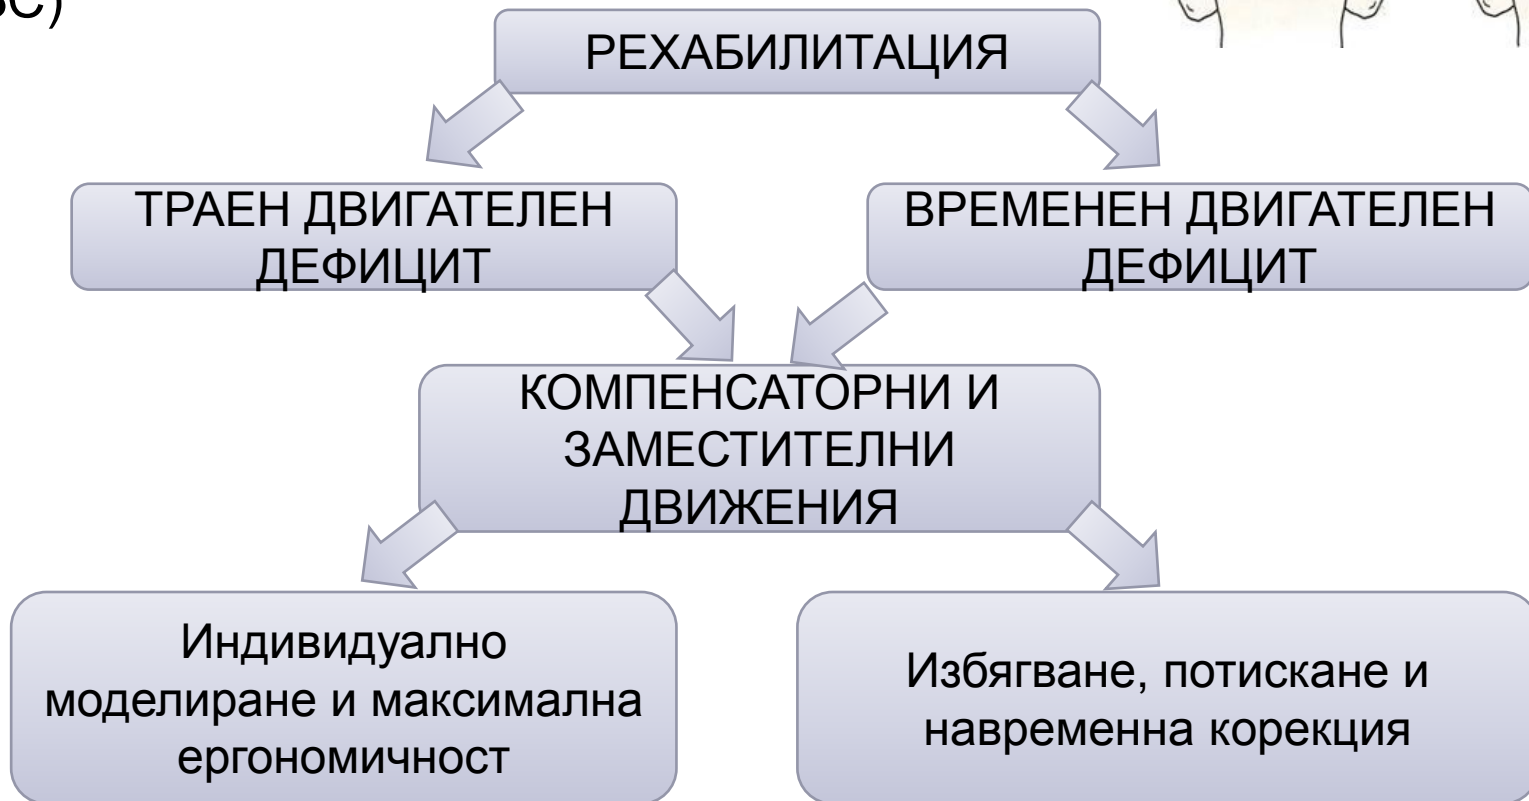 РЕХАБИЛИТАЦИЯ
ТРАЕН ДВИГАТЕЛЕН
ДЕФИЦИТ
ВРЕМЕНЕН ДВИГАТЕЛЕН
ДЕФИЦИТ
КОМПЕНСАТОРНИ И
ЗАМЕСТИТЕЛНИ
ДВИЖЕНИЯ
Индивидуално
моделиране и максимална
ергономичност
Избягване, потискане и
навременна корекция